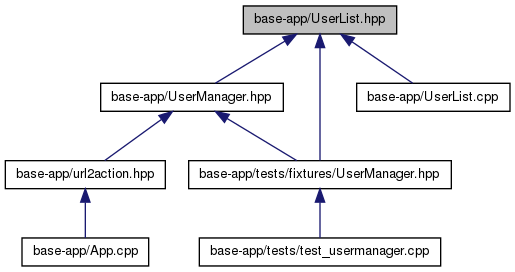 base-app/UserList.hpp
base-app/UserManager.hpp
base-app/UserList.cpp
base-app/url2action.hpp
base-app/tests/fixtures/UserManager.hpp
base-app/App.cpp
base-app/tests/test_usermanager.cpp